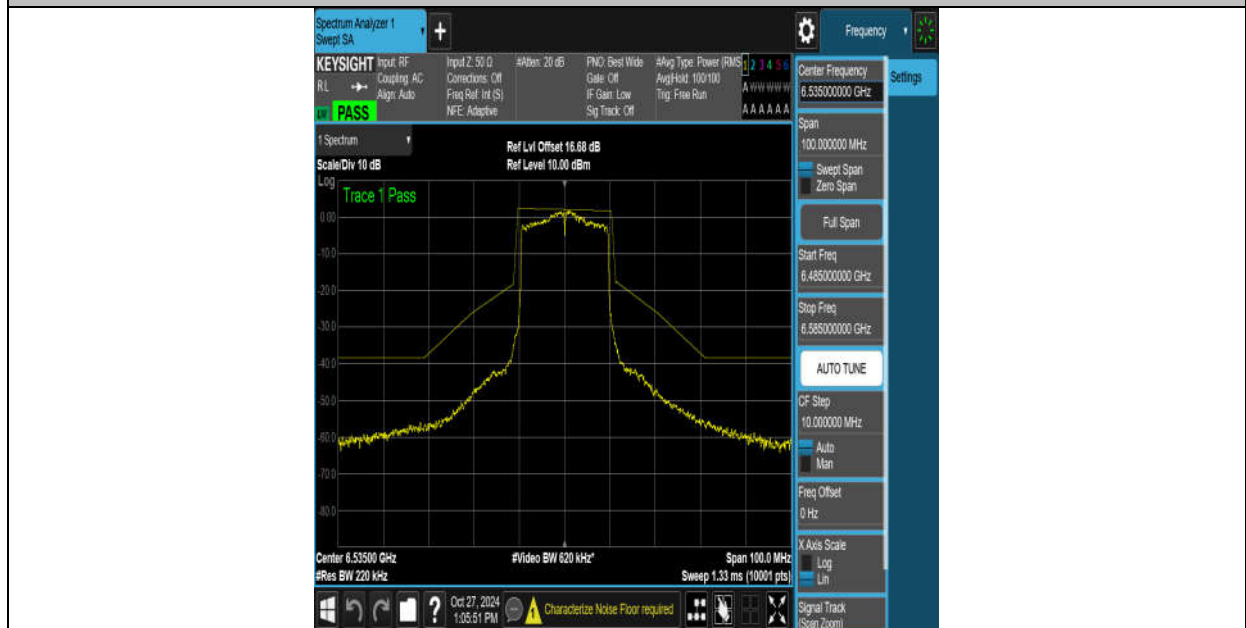 Spectrum Analyzer 1
Swept SA
+
Frequency
KEYSIGHT
RL
PASS
Input: RF
Coupling: AC
Align: Auto
Input Z: 50 Ω
Corrections: Off
Freq Ref: Int (S)
NFE: Adaptive
#Atten: 20 dB
PNO: Best Wide
Gate: Off
IF Gain: Low
Sig Track: Off
#Avg Type: Power (RMS
Avg|Hold: 100/100
Trig: Free Run
1 2 3 4 5 6
A W W W W W
A A A A A A
Center Frequency
6.535000000 GHz
Settings
Span
100.000000 MHz
Swept Span
Zero Span
Full Span
Start Freq
6.485000000 GHz
Stop Freq
6.585000000 GHz
AUTO TUNE
CF Step
10.000000 MHz
Auto
Man
Freq Offset
0 Hz
X Axis Scale
Log
Lin
Signal Track
(Span Zoom)
1 Spectrum
Scale/Div 10 dB
Ref Lvl Offset 16.68 dB
Ref Level 10.00 dBm
Log
Trace 1 Pass
0.00
-10.0
-20.0
-30.0
-40.0
-50.0
-60.0
-70.0
-80.0
Center 6.53500 GHz
#Res BW 220 kHz
#Video BW 620 kHz*
Span 100.0 MHz
Sweep 1.33 ms (10001 pts)
?
Oct 27, 2024
1:05:51 PM
Characterize Noise Floor required